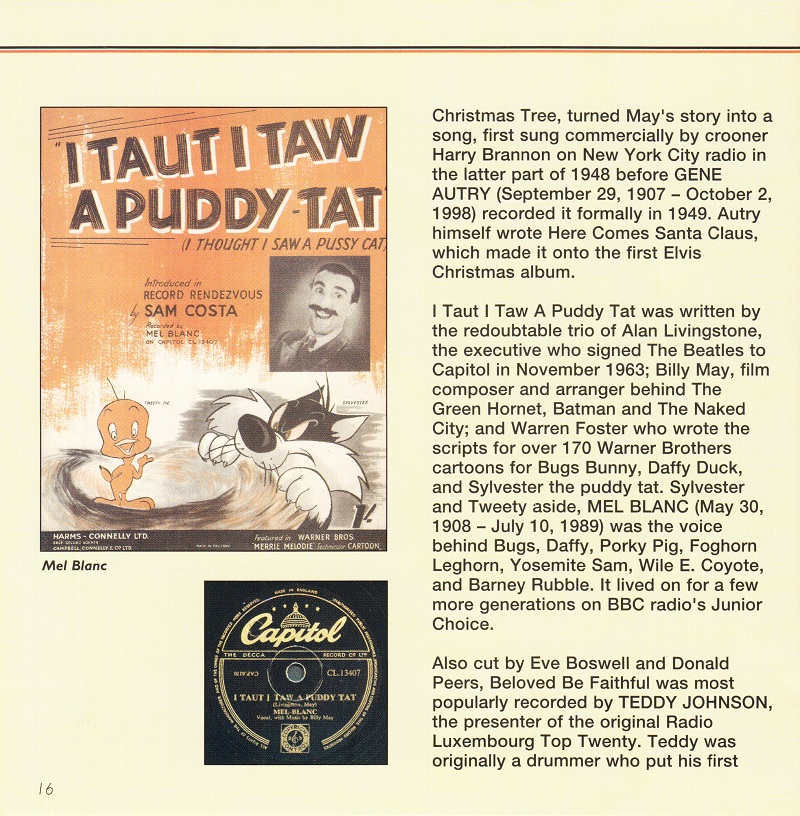 "I TAUT I TAW
A PUDDY-TAT"
(I THOUGHT I SAW A PUSSY CAT)
Introduced in
RECORD RENDEZVOUS
by SAM COSTA
Recorded by
MEL BLANC
ON CAPITOL CL.13407
TWEETY PIE
SYLVESTER
1/-
HARMS - CONNELLY LTD.
SELF SELLING AGENTS
CAMPBELL, CONNELLY & CO LTD.
MADE IN ENGLAND
Featured in WARNER BROS.
"MERRIE MELODIE" Technicolor CARTOON
Mel Blanc
MADE IN ENGLAND
Capitol
THE DECCA RECORD CO LTD
CAP.6170
CL.13407
I TAUT I TAW A PUDDY TAT
(Livingston, May)
MEL BLANC
Vocal, with Music by Billy May
16
Christmas Tree, turned May's story into a
song, first sung commercially by crooner
Harry Brannon on New York City radio in
the latter part of 1948 before GENE
AUTRY (September 29, 1907 – October 2,
1998) recorded it formally in 1949. Autry
himself wrote Here Comes Santa Claus,
which made it onto the first Elvis
Christmas album.
I Taut I Taw A Puddy Tat was written by
the redoubtable trio of Alan Livingstone,
the executive who signed The Beatles to
Capitol in November 1963; Billy May, film
composer and arranger behind The
Green Hornet, Batman and The Naked
City; and Warren Foster who wrote the
scripts for over 170 Warner Brothers
cartoons for Bugs Bunny, Daffy Duck,
and Sylvester the puddy tat. Sylvester
and Tweety aside, MEL BLANC (May 30,
1908 – July 10, 1989) was the voice
behind Bugs, Daffy, Porky Pig, Foghorn
Leghorn, Yosemite Sam, Wile E. Coyote,
and Barney Rubble. It lived on for a few
more generations on BBC radio's Junior
Choice.
Also cut by Eve Boswell and Donald
Peers, Beloved Be Faithful was most
popularly recorded by TEDDY JOHNSON,
the presenter of the original Radio
Luxembourg Top Twenty. Teddy was
originally a drummer who put his first